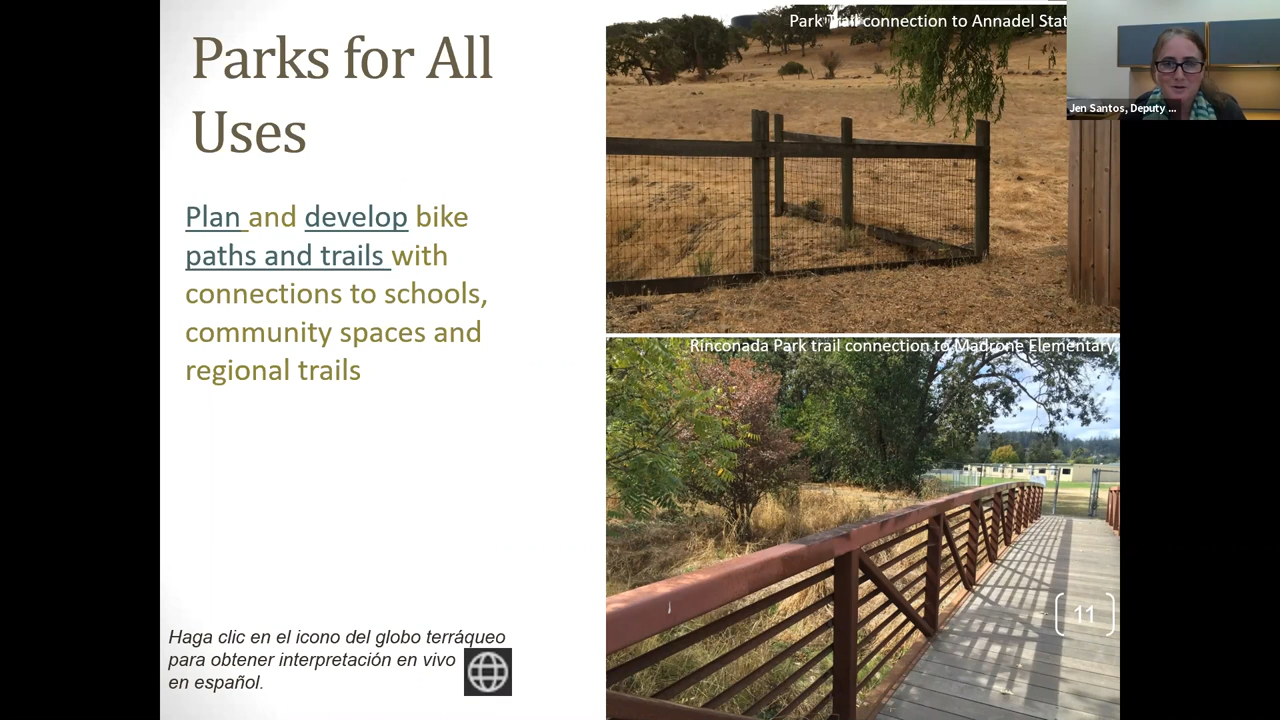 Parks for All
Uses
Plan and develop bike
paths and trails with
connections to schools,
community spaces and
regional trails
Haga clic en el icono del globo terráqueo
para obtener interpretación en vivo
en español.
Park Trail connection to Annadel Stat
Rinconada Park trail connection to Madrone Elementary
11
Jen Santos, Deputy ...